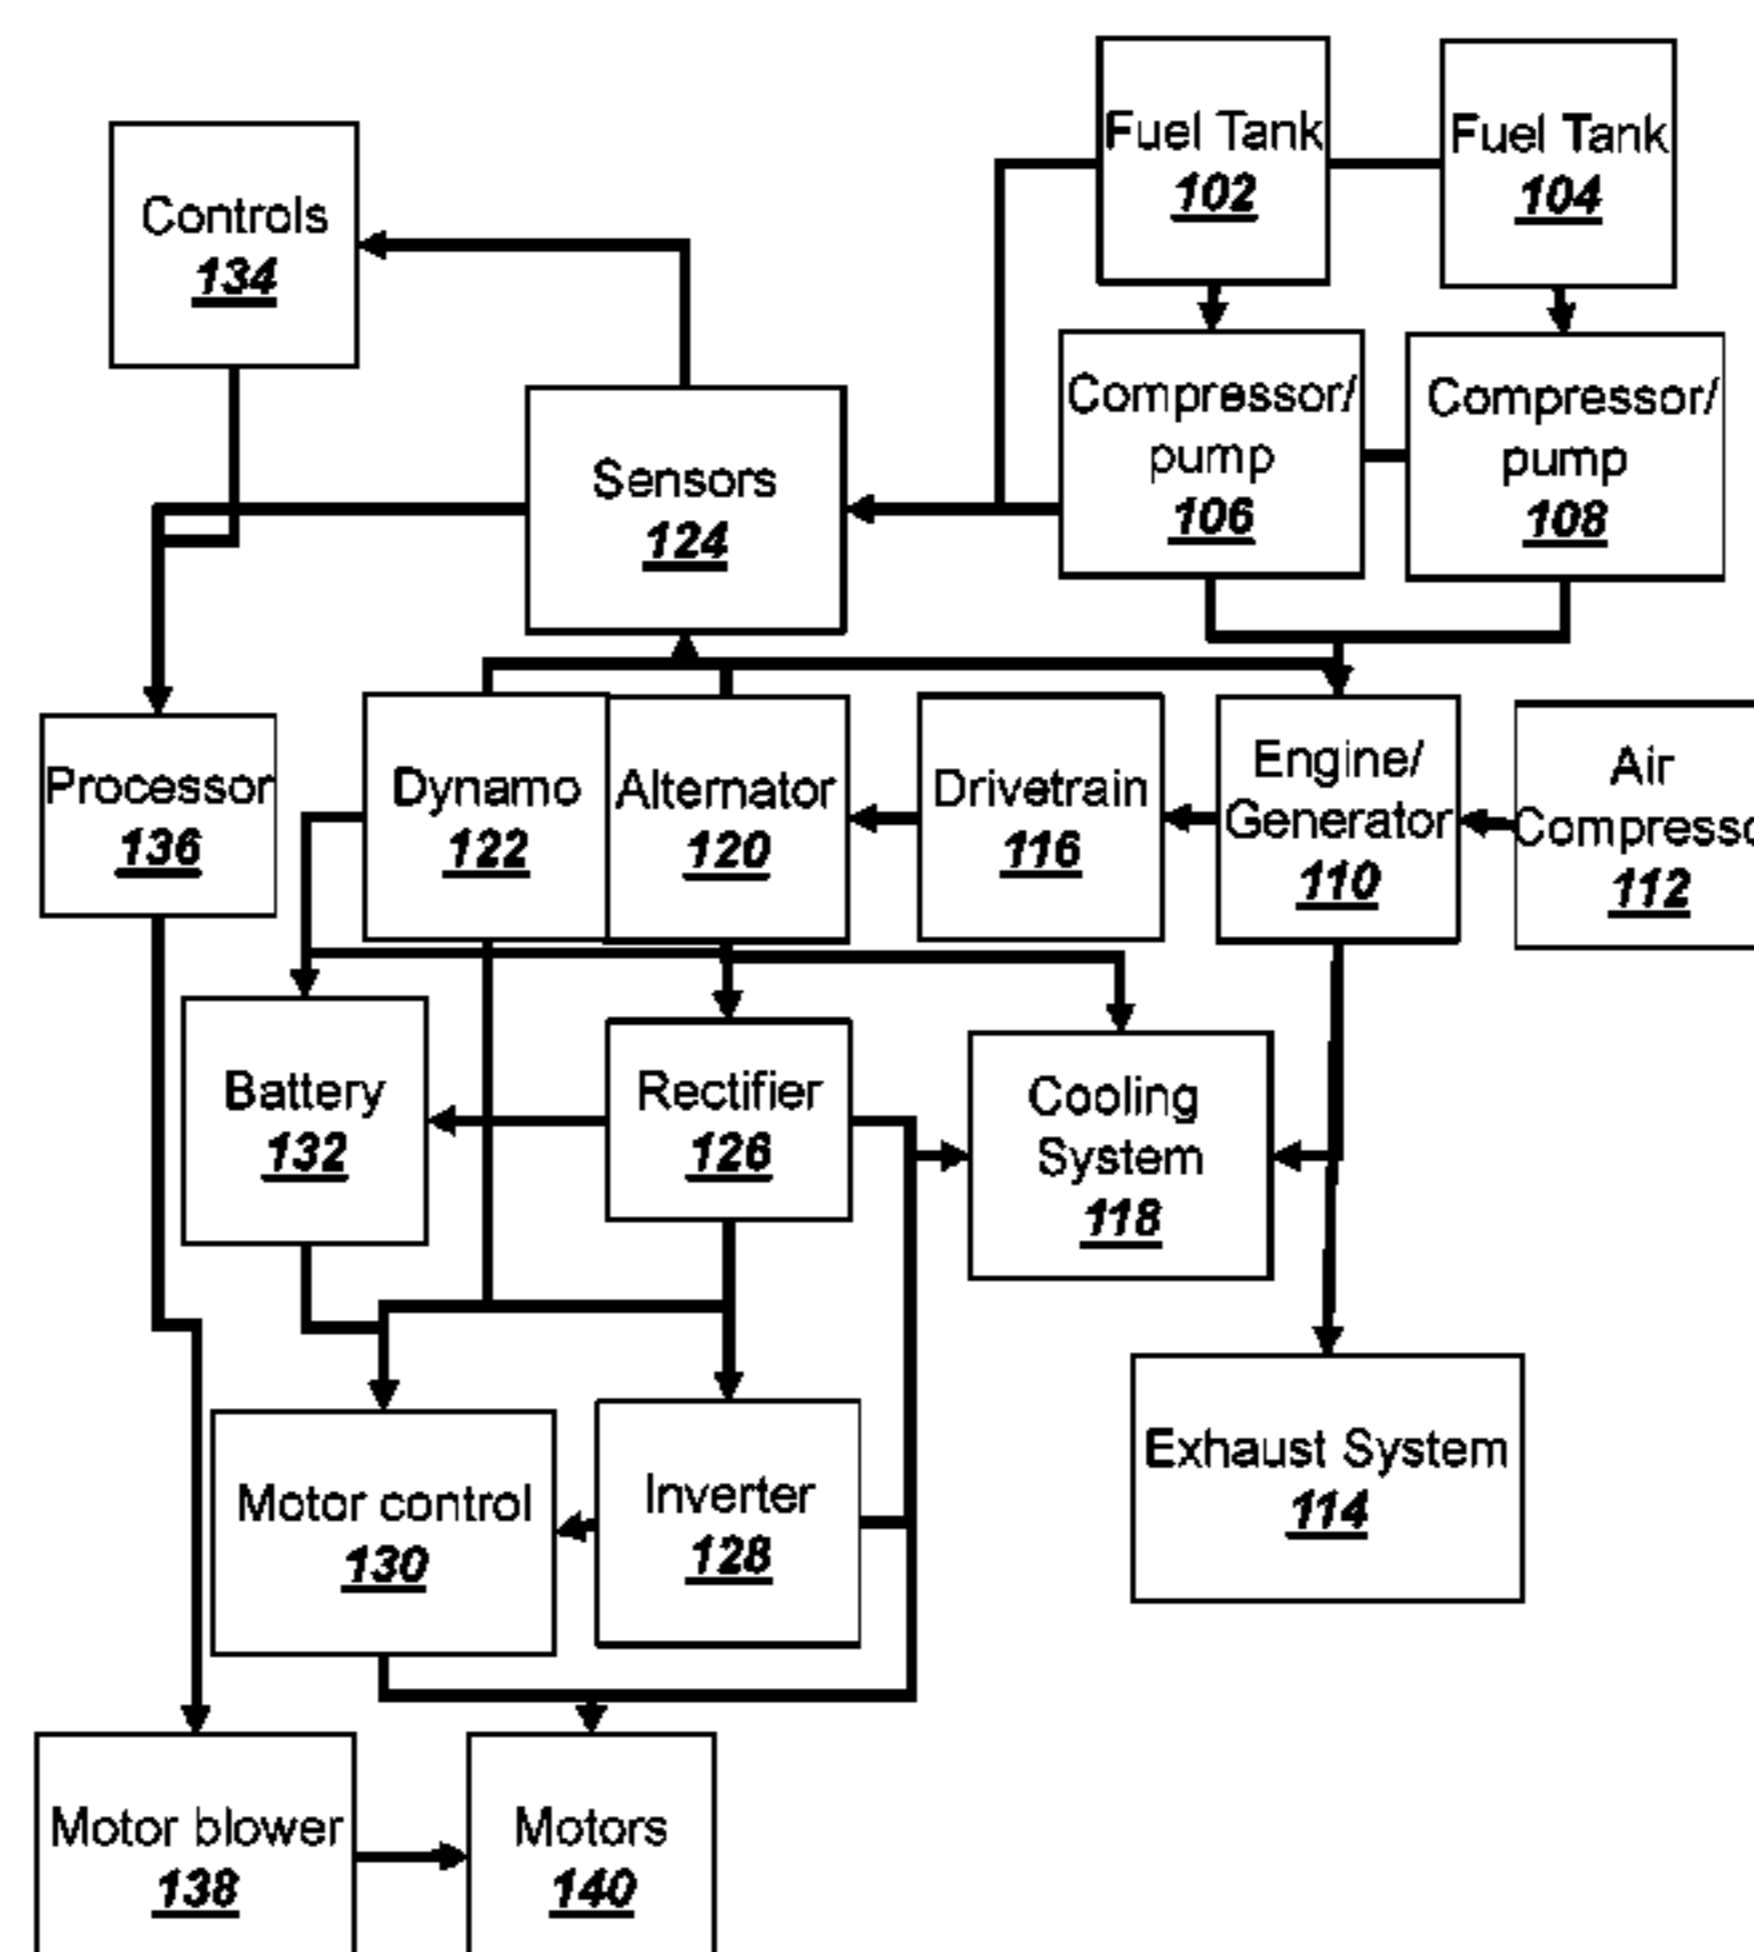 Fuel Tank
102
Fuel Tank
104
Controls
134
Compressor/
pump
106
Compressor/
pump
108
Sensors
124
Processor
136
Dynamo
122
Alternator
120
Drivetrain
116
Engine/
Generator
110
Air
Compresso
112
Battery
132
Rectifier
126
Cooling
System
118
Motor control
130
Inverter
128
Exhaust System
114
Motor blower
138
Motors
140